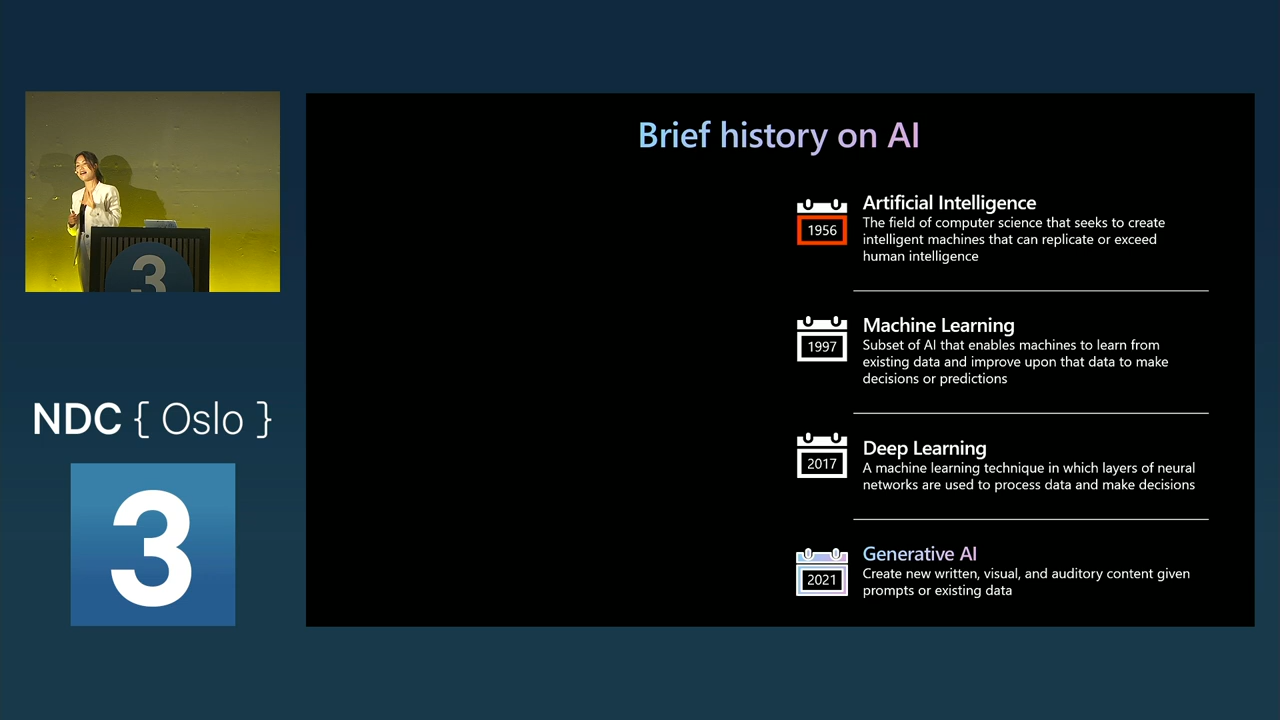 Brief history on AI
1956
Artificial Intelligence
The field of computer science that seeks to create
intelligent machines that can replicate or exceed
human intelligence
1997
Machine Learning
Subset of AI that enables machines to learn from
existing data and improve upon that data to make
decisions or predictions
2017
Deep Learning
A machine learning technique in which layers of neural
networks are used to process data and make decisions
2021
Generative AI
Create new written, visual, and auditory content given
prompts or existing data
3
NDC { Oslo }
3